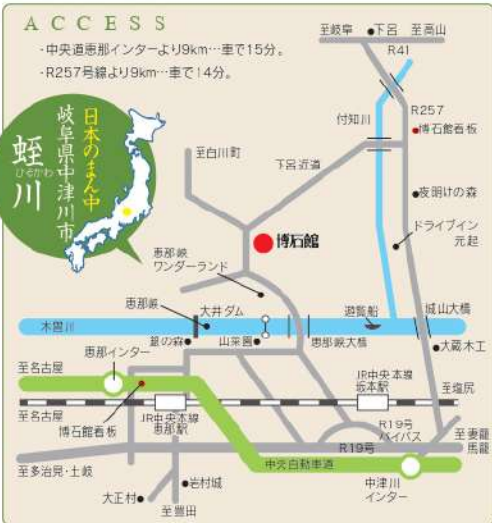 ACCESS
・中央道恵那インターより9km…車で15分。
・R257号線より9km…車で14分。
日本のまん中
岐阜県中津川市
蛭川
ひるかわ
至岐阜
下呂
至高山
R41
付知川
R257
博石館看板
至白川町
下呂近道
夜明けの森
ドライブイン
元起
博石館
恵那峡
ワンダーランド
恵那峡
大井ダム
遊覧船
城山大橋
木曽川
銀の森
山菜園
恵那峡大橋
大蔵木工
恵那インター
至名古屋
JR中央本線
坂本駅
至塩尻
至名古屋
博石館看板
JR中央本線
恵那駅
R19号
バイパス
至妻籠
馬籠
R19号
至多治見・土岐
中央自動車道
岩村城
中津川
インター
大正村
至豊田